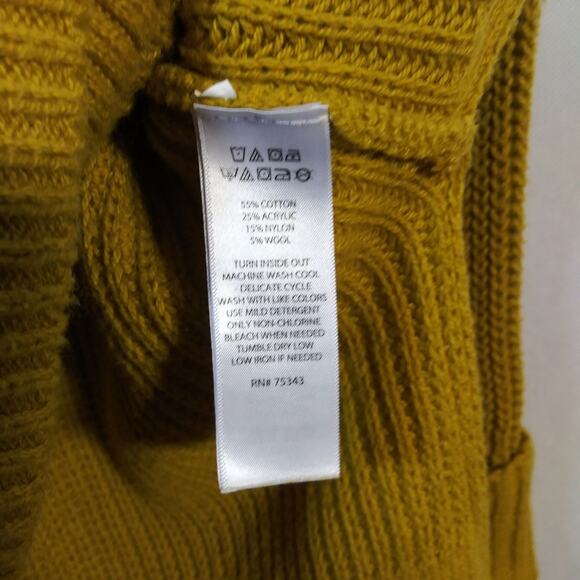 55% COTTON
25% ACRYLIC
15% NYLON
5% WOOL
TURN INSIDE OUT
MACHINE WASH COOL
- DELICATE CYCLE
WASH WITH LIKE COLORS
USE MILD DETERGENT
ONLY NON-CHLORINE
BLEACH WHEN NEEDED
TUMBLE DRY LOW
LOW IRON IF NEEDED
RN# 75343